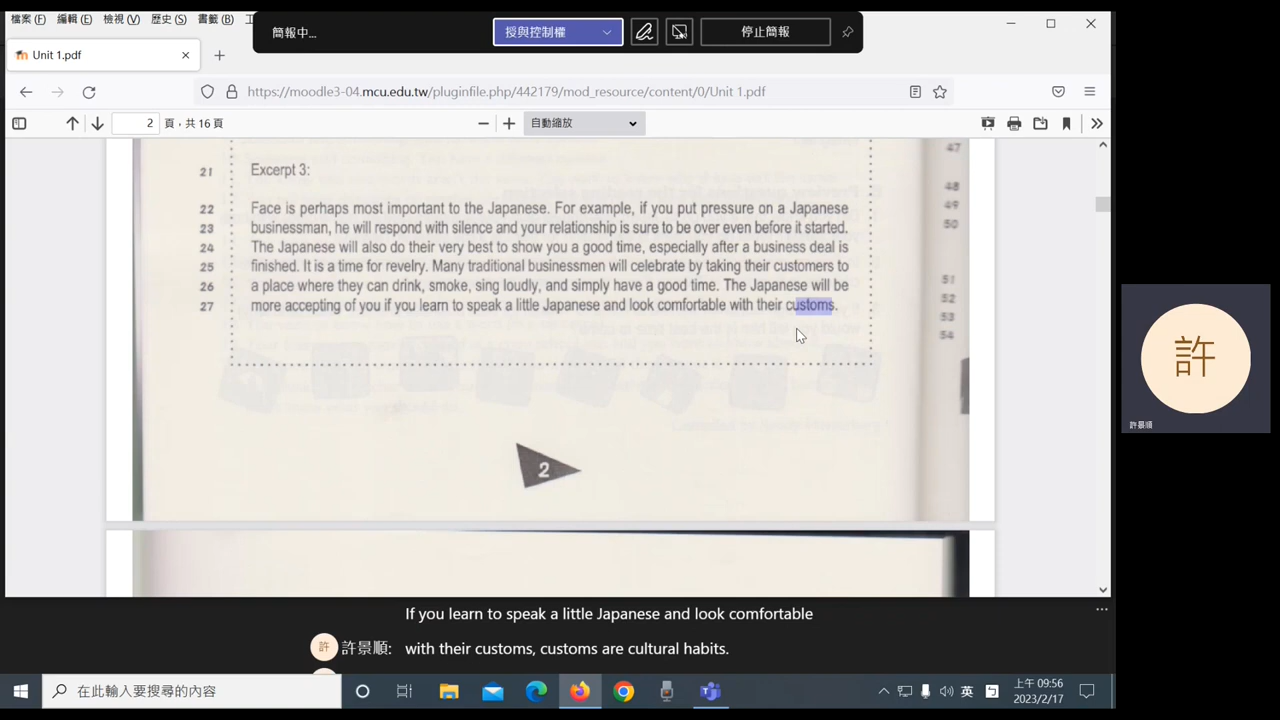 檔案(F) 編輯(E) 檢視(V) 歷史(S) 書籤(B)
簡報中...
授與控制權
停止簡報
Unit 1.pdf
https://moodle3-04.mcu.edu.tw/pluginfile.php/442179/mod_resource/content/0/Unit 1.pdf
2 頁，共 16 頁
自動縮放
21 Excerpt 3:
22 Face is perhaps most important to the Japanese. For example, if you put pressure on a Japanese
23 businessman, he will respond with silence and your relationship is sure to be over even before it started.
24 The Japanese will also do their very best to show you a good time, especially after a business deal is
25 finished. It is a time for revelry. Many traditional businessmen will celebrate by taking their customers to
26 a place where they can drink, smoke, sing loudly, and simply have a good time. The Japanese will be
27 more accepting of you if you learn to speak a little Japanese and look comfortable with their customs.
47
48
49
50
51
52
53
54
2
許
許景順
If you learn to speak a little Japanese and look comfortable
許 許景順: with their customs, customs are cultural habits.
在此輸入要搜尋的文字
英
上午 09:56
2023/2/17